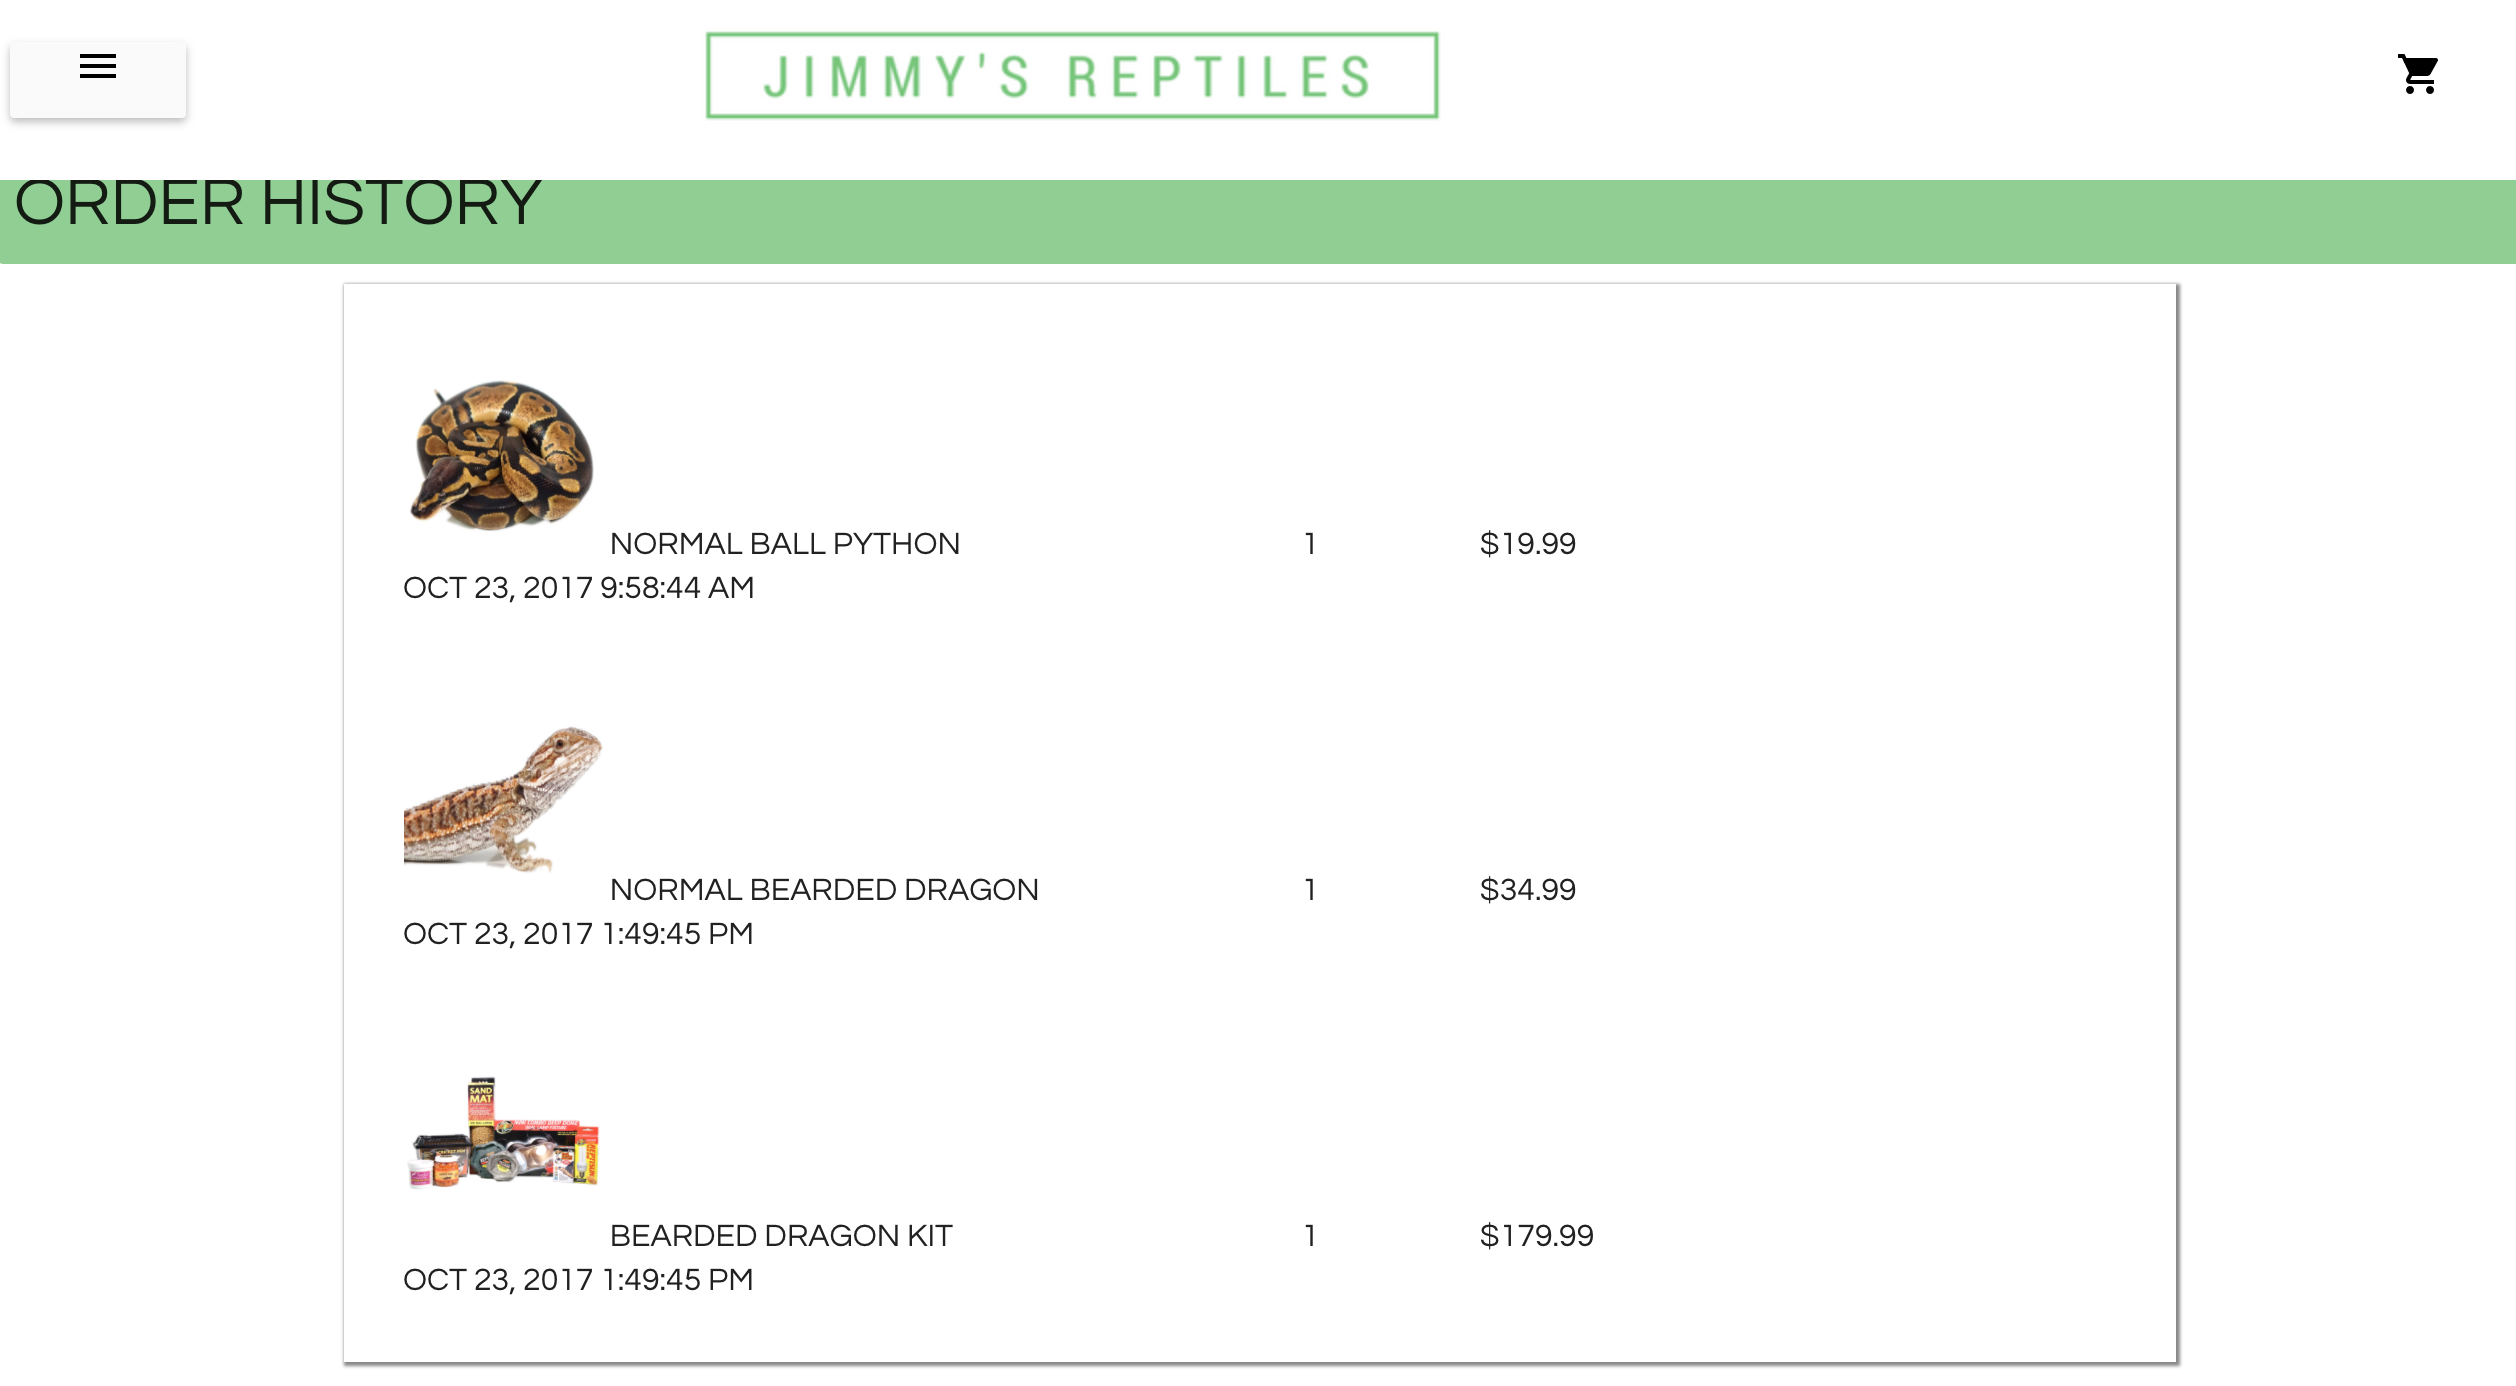 JIMMY'S REPTILES
ORDER HISTORY
NORMAL BALL PYTHON 1 $19.99
OCT 23, 2017 9:58:44 AM
NORMAL BEARDED DRAGON 1 $34.99
OCT 23, 2017 1:49:45 PM
SAND
MAT
BEARDED DRAGON KIT 1 $179.99
OCT 23, 2017 1:49:45 PM